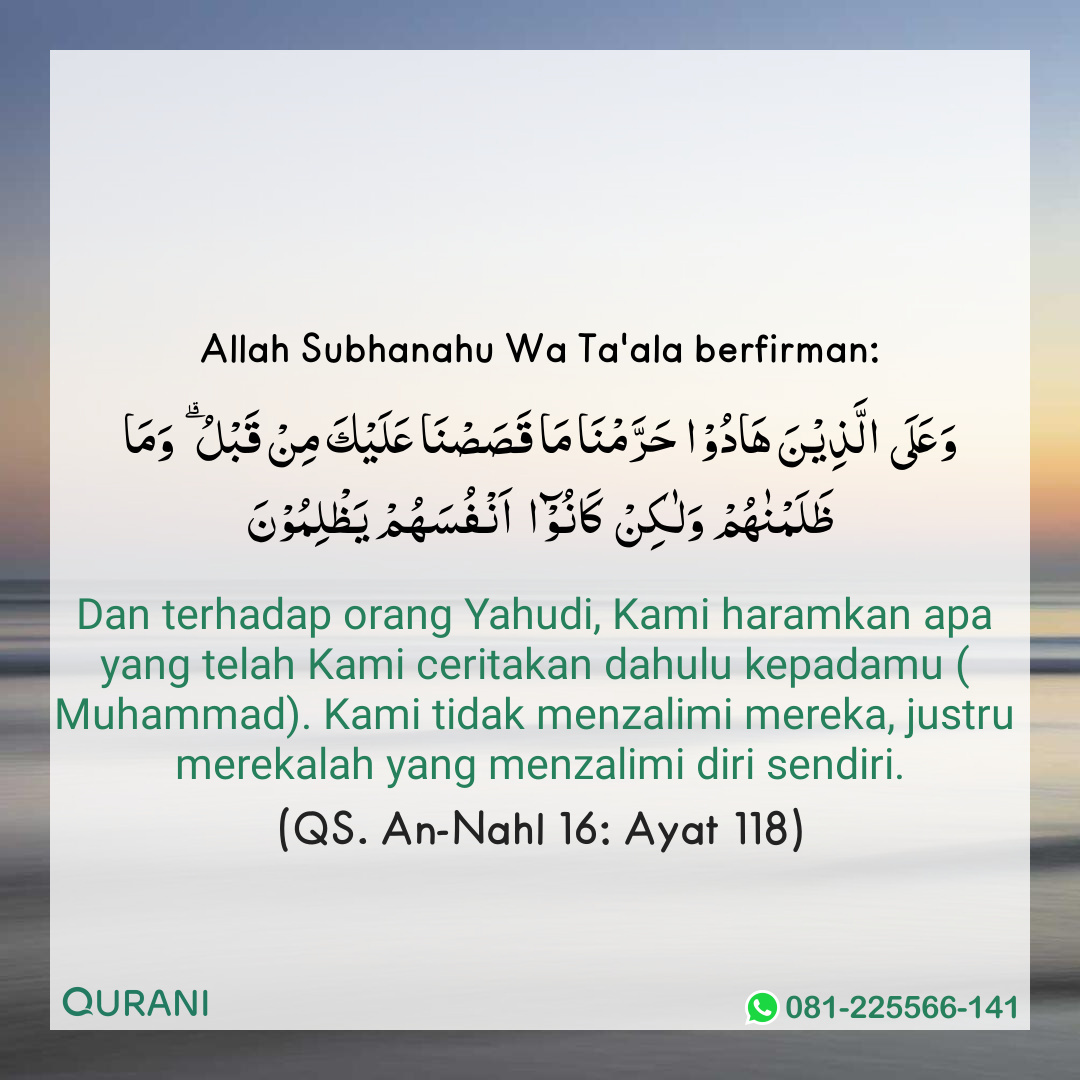 Allah Subhanahu Wa Ta'ala berfirman:
وَعَلَى الَّذِيْنَ هَادُوْا حَرَّمْنَا مَا قَصَصْنَا عَلَيْكَ مِنْ قَبْلُ ۗ وَمَا
ظَلَمْنٰهُمْ وَلٰكِنْ كَانُوْۤا اَنْفُسَهُمْ يَظْلِمُوْنَ
Dan terhadap orang Yahudi, Kami haramkan apa
yang telah Kami ceritakan dahulu kepadamu (
Muhammad). Kami tidak menzalimi mereka, justru
merekalah yang menzalimi diri sendiri.
(QS. An-Nahl 16: Ayat 118)
QURANI
081-225566-141